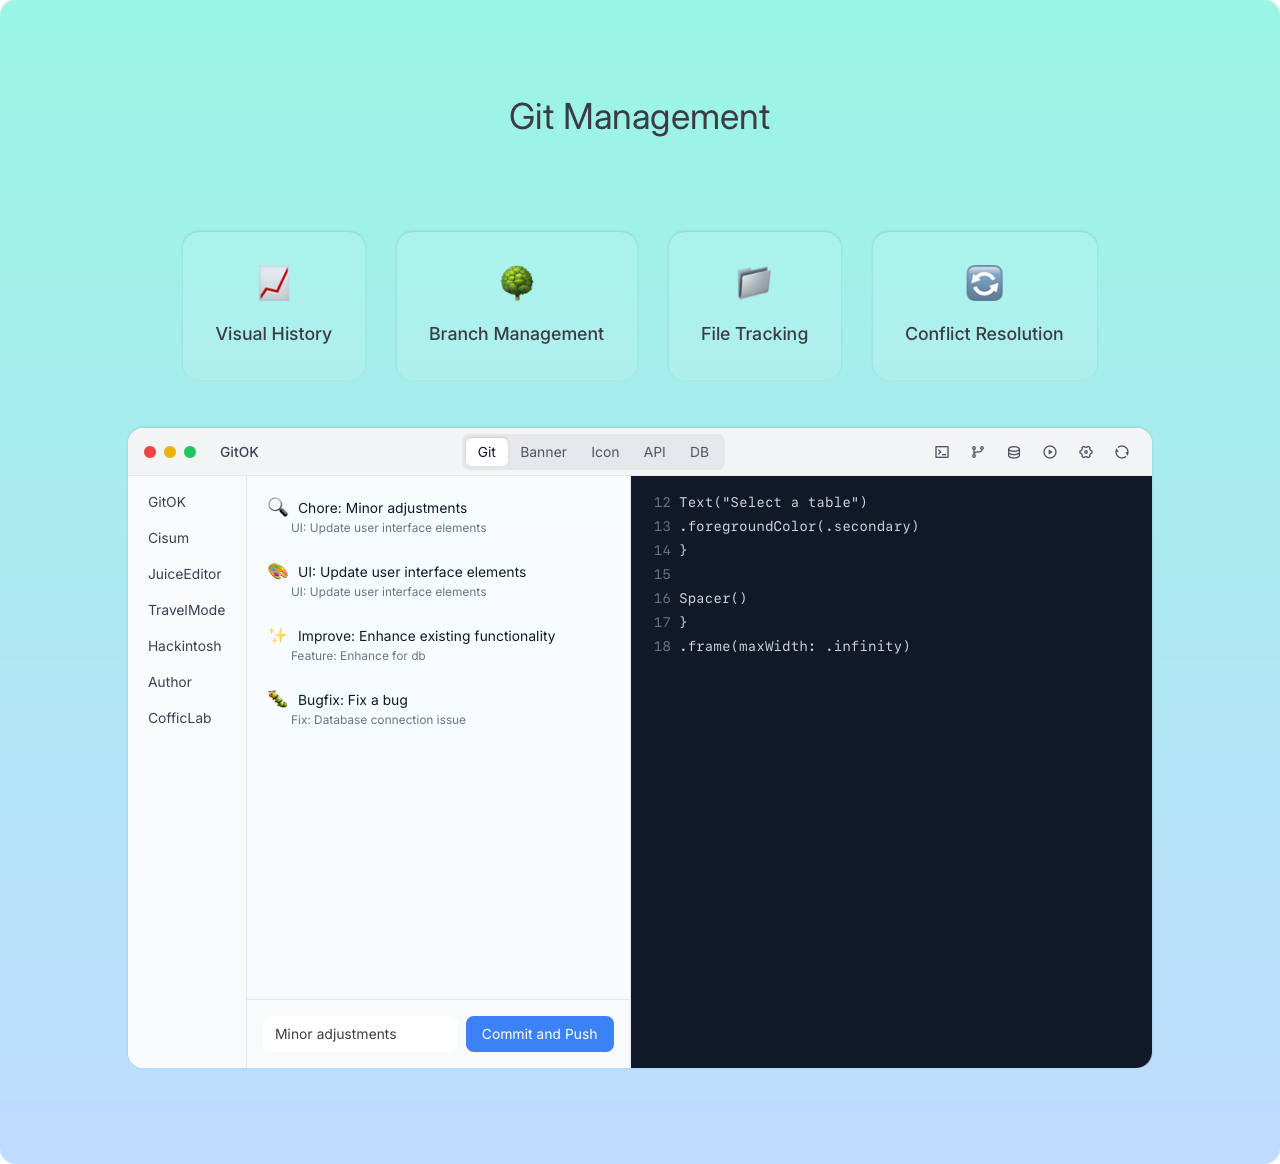 Git Management
Visual History
Branch Management
File Tracking
Conflict Resolution
GitOK
Git
Banner
Icon
API
DB
GitOK
Cisum
JuiceEditor
TravelMode
Hackintosh
Author
CofficLab
Chore: Minor adjustments
UI: Update user interface elements
UI: Update user interface elements
UI: Update user interface elements
Improve: Enhance existing functionality
Feature: Enhance for db
Bugfix: Fix a bug
Fix: Database connection issue
Minor adjustments
Commit and Push
12 Text("Select a table")
13 .foregroundColor(.secondary)
14 }
15
16 Spacer()
17 }
18 .frame(maxWidth: .infinity)